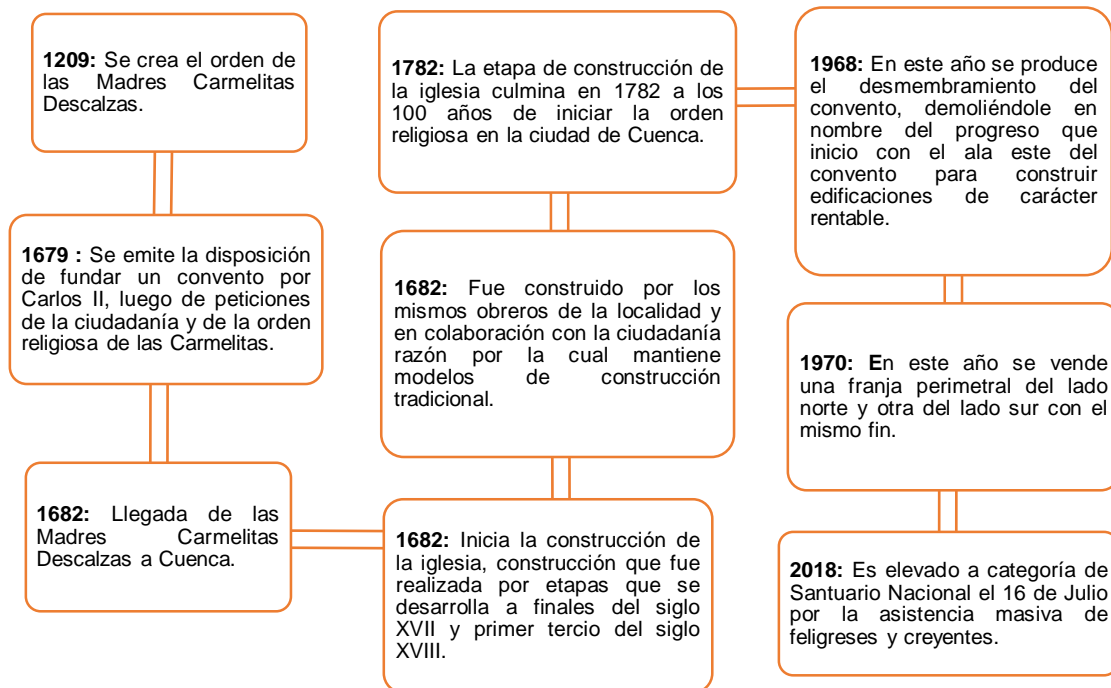 1209: Se crea el orden de
las Madres Carmelitas
Descalzas.
1679 : Se emite la disposición
de fundar un convento por
Carlos II, luego de peticiones
de la ciudadanía y de la orden
religiosa de las Carmelitas.
1682: Llegada de las
Madres Carmelitas
Descalzas a Cuenca.
1682: Inicia la construcción de
la iglesia, construcción que fue
realizada por etapas que se
desarrolla a finales del siglo
XVII y primer tercio del siglo
XVIII.
1682: Fue construido por los
mismos obreros de la localidad y
en colaboración con la ciudadanía
razón por la cual mantiene
modelos de construcción
tradicional.
1782: La etapa de construcción de
la iglesia culmina en 1782 a los
100 años de iniciar la orden
religiosa en la ciudad de Cuenca.
1968: En este año se produce
el desmembramiento del
convento, demoliéndole en
nombre del progreso que
inicio con el ala este del
convento para construir
edificaciones de carácter
rentable.
1970: En este año se vende
una franja perimetral del lado
norte y otra del lado sur con el
mismo fin.
2018: Es elevado a categoría de
Santuario Nacional el 16 de Julio
por la asistencia masiva de
feligreses y creyentes.